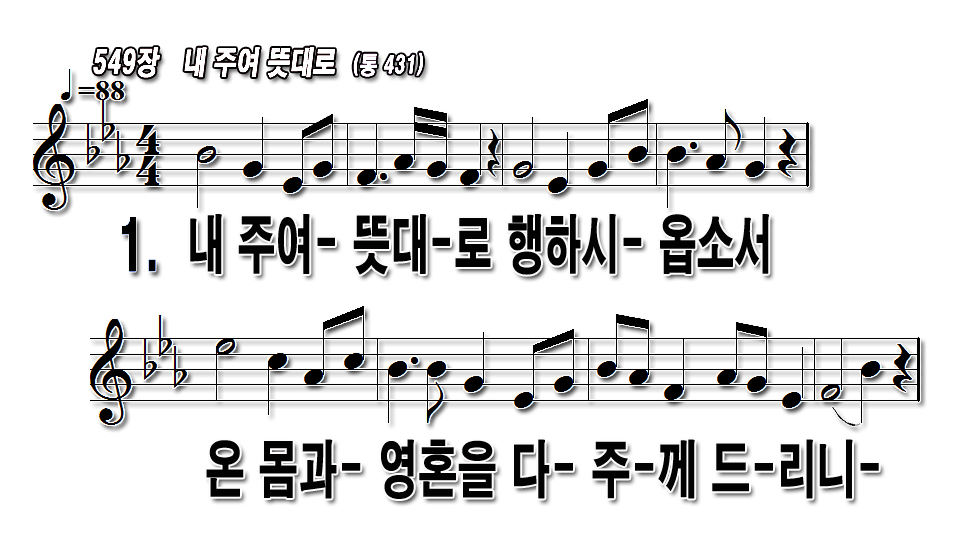 549장 내 주여 뜻대로 (통 431)
♩=88
1. 내 주여- 뜻대-로 행하시- 옵소서
온 몸과- 영혼을 다- 주-께 드-리니-